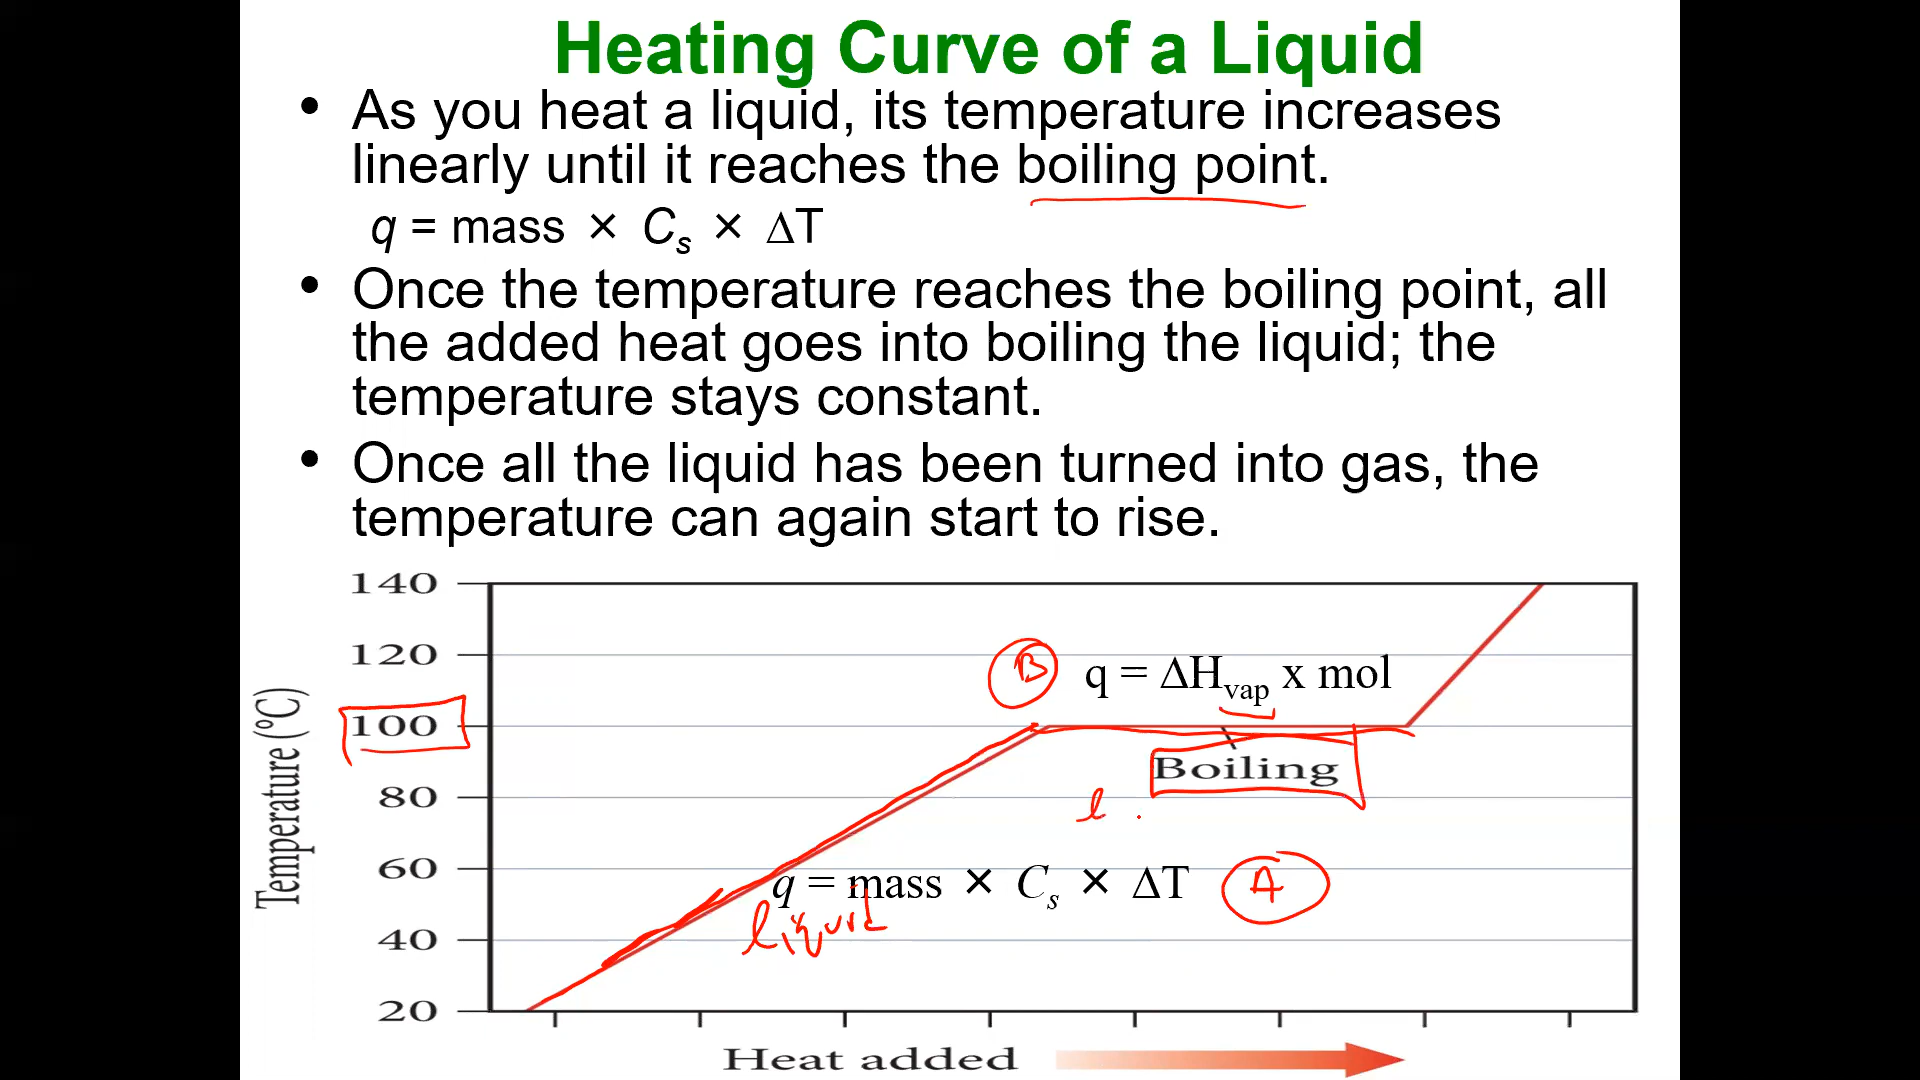 Heating Curve of a Liquid
• As you heat a liquid, its temperature increases
linearly until it reaches the boiling point.
q = mass × Cs × ΔT
• Once the temperature reaches the boiling point, all
the added heat goes into boiling the liquid; the
temperature stays constant.
• Once all the liquid has been turned into gas, the
temperature can again start to rise.
140
120
B q = ΔHvap x mol
100
Boiling
80
l .
60
q = mass × Cs × ΔT A
liquid
40
20
Temperature (°C)
Heat added